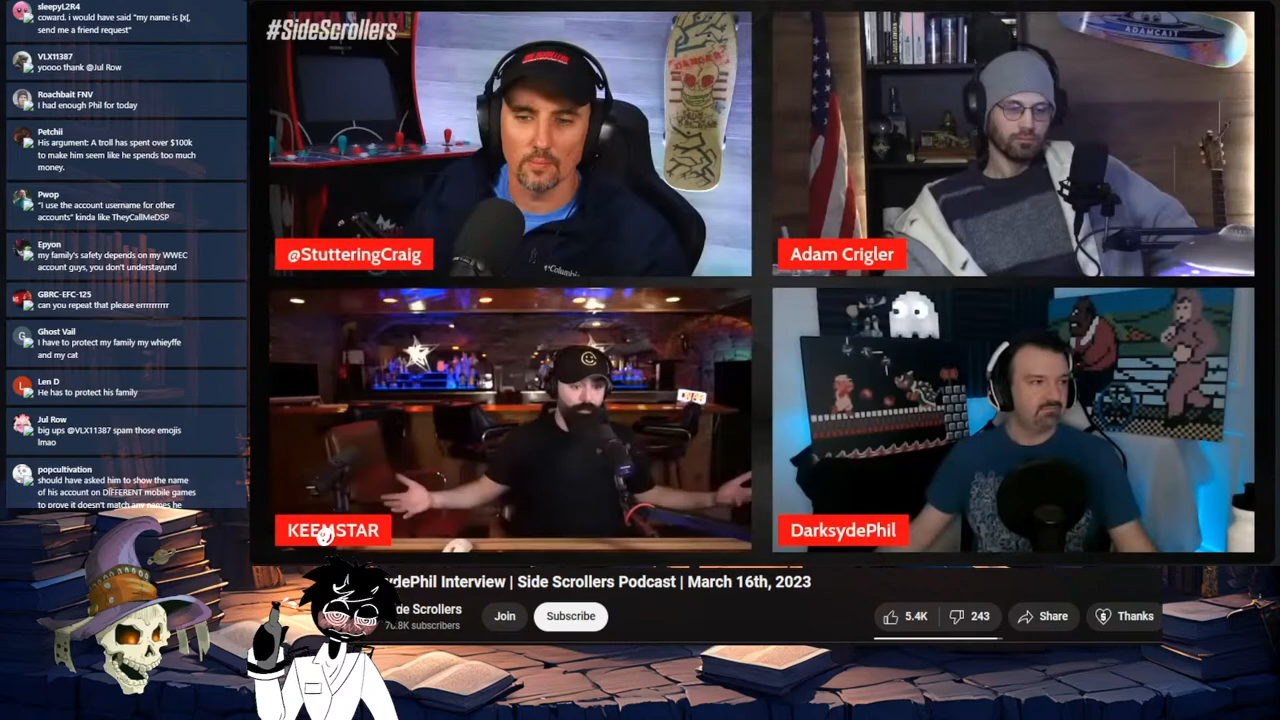 sleepyL2R4
coward. i would have said "my name is [x[,
send me a friend request"
VLX11387
yoooo thank @Jul Row
Roachbait FNV
I had enough Phil for today
Petchii
His argument: A troll has spent over $100k
to make him seem like he spends too much
money.
Pwop
"I use the account username for other
accounts" kinda like TheyCallMeDSP
Epyon
my family's safety depends on my WWEC
account guys, you don't understayund
GBRC-EFC-125
can you repeat that please errrrrrrrr
Ghost Vail
I have to protect my family my whieyffe
and my cat
Len D
He has to protect his family
Jul Row
big ups @VLX11387 spam those emojis
lmao
popcultivation
should have asked him to show the name
of his account on DIFFERENT mobile games
to prove it doesn't match any names he
#SideScrollers
@StutteringCraig
ADAMCAIT
Adam Crigler
KEEMSTAR
DarksydePhil
ydePhil Interview | Side Scrollers Podcast | March 16th, 2023
de Scrollers
.8K subscribers
Join
Subscribe
5.4K
243
Share
Thanks